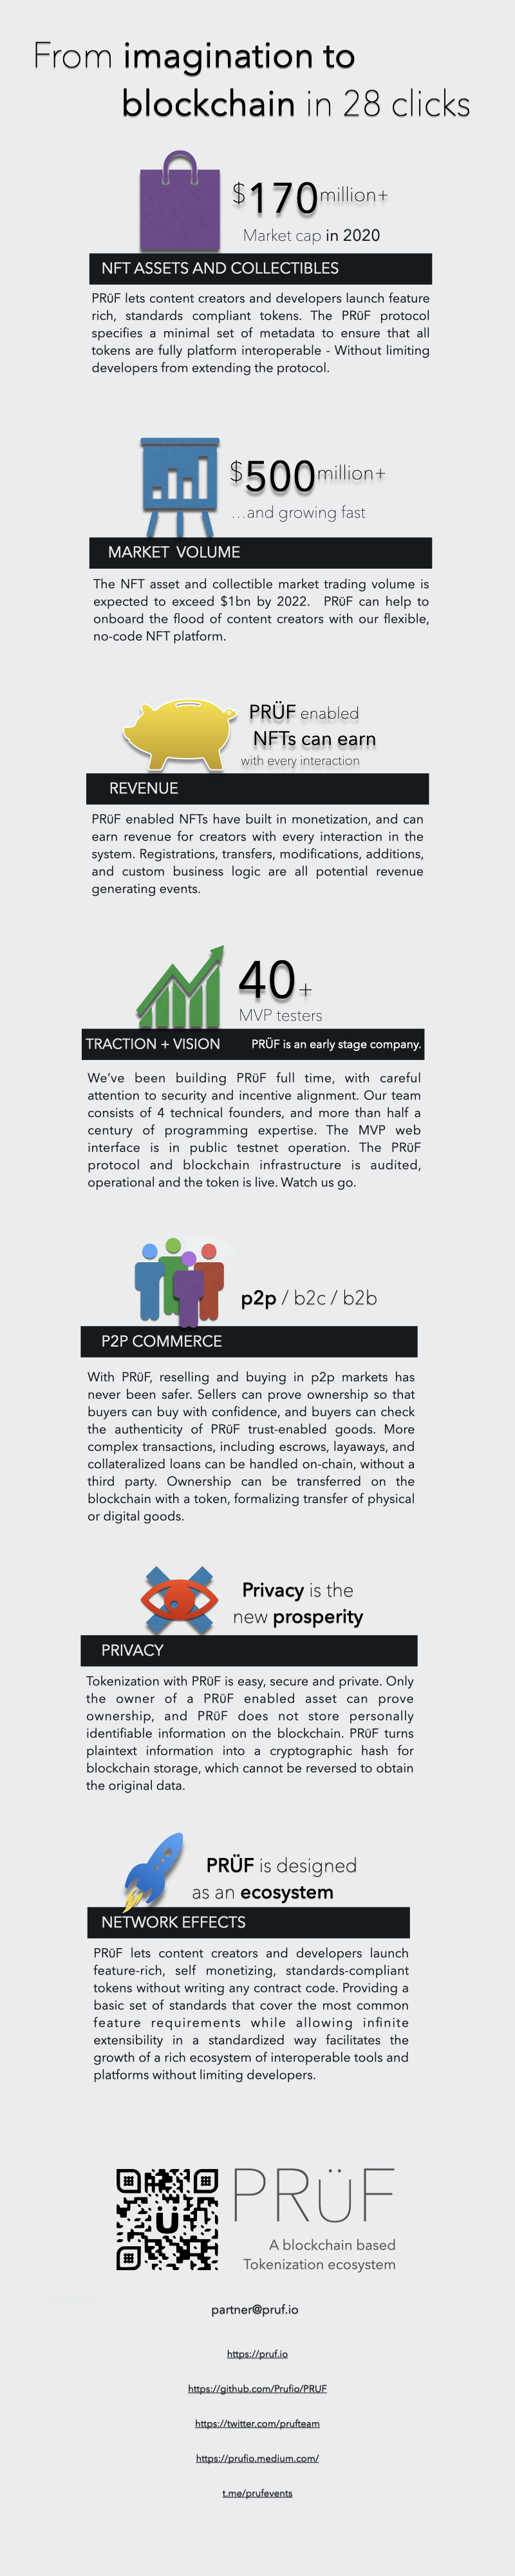 From imagination to
blockchain in 28 clicks
$170million+
Market cap in 2020
NFT ASSETS AND COLLECTIBLES
PRüF lets content creators and developers launch feature
rich, standards compliant tokens. The PRüF protocol
specifies a minimal set of metadata to ensure that all
tokens are fully platform interoperable - Without limiting
developers from extending the protocol.
$500million+
...and growing fast
MARKET VOLUME
The NFT asset and collectible market trading volume is
expected to exceed $1bn by 2022. PRüF can help to
onboard the flood of content creators with our flexible,
no-code NFT platform.
PRÜF enabled
NFTs can earn
with every interaction
REVENUE
PRüF enabled NFTs have built in monetization, and can
earn revenue for creators with every interaction in the
system. Registrations, transfers, modifications, additions,
and custom business logic are all potential revenue
generating events.
40+
MVP testers
TRACTION + VISION PRÜF is an early stage company.
We've been building PRüF full time, with careful
attention to security and incentive alignment. Our team
consists of 4 technical founders, and more than half a
century of programming expertise. The MVP web
interface is in public testnet operation. The PRüF
protocol and blockchain infrastructure is audited,
operational and the token is live. Watch us go.
p2p / b2c / b2b
P2P COMMERCE
With PRüF, reselling and buying in p2p markets has
never been safer. Sellers can prove ownership so that
buyers can buy with confidence, and buyers can check
the authenticity of PRüF trust-enabled goods. More
complex transactions, including escrows, layaways, and
collateralized loans can be handled on-chain, without a
third party. Ownership can be transferred on the
blockchain with a token, formalizing transfer of physical
or digital goods.
Privacy is the
new prosperity
PRIVACY
Tokenization with PRüF is easy, secure and private. Only
the owner of a PRüF enabled asset can prove
ownership, and PRüF does not store personally
identifiable information on the blockchain. PRüF turns
plaintext information into a cryptographic hash for
blockchain storage, which cannot be reversed to obtain
the original data.
PRÜF is designed
as an ecosystem
NETWORK EFFECTS
PRüF lets content creators and developers launch
feature-rich, self monetizing, standards-compliant
tokens without writing any contract code. Providing a
basic set of standards that cover the most common
feature requirements while allowing infinite
extensibility in a standardized way facilitates the
growth of a rich ecosystem of interoperable tools and
platforms without limiting developers.
Ü
PRüF
A blockchain based
Tokenization ecosystem
partner@pruf.io
https://pruf.io
https://github.com/Prufio/PRUF
https://twitter.com/prufteam
https://prufio.medium.com/
t.me/prufevents